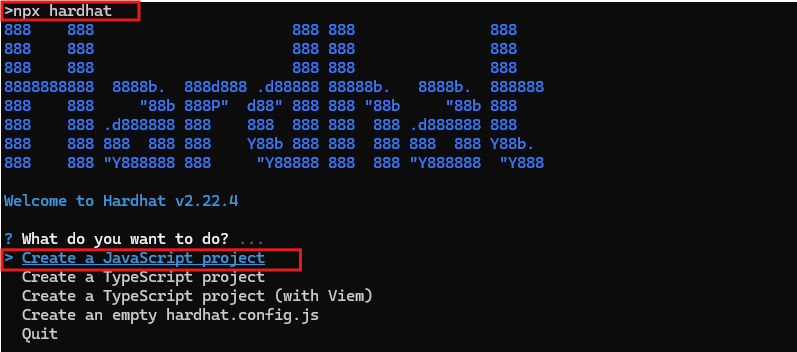 >npx hardhat
888    888                      888 888               888
888    888                      888 888               888
888    888                      888 888               888
8888888888  8888b.  888d888 .d88888 88888b.   8888b.  888888
888    888     "88b 888P"  d88" 888 888 "88b     "88b 888
888    888 .d888888 888    888  888 888  888 .d888888 888
888    888 888  888 888    Y88b 888 888  888 888  888 Y88b.
888    888 "Y888888 888     "Y88888 888  888 "Y888888  "Y888
Welcome to Hardhat v2.22.4
? What do you want to do? ...
> Create a JavaScript project
Create a TypeScript project
Create a TypeScript project (with Viem)
Create an empty hardhat.config.js
Quit